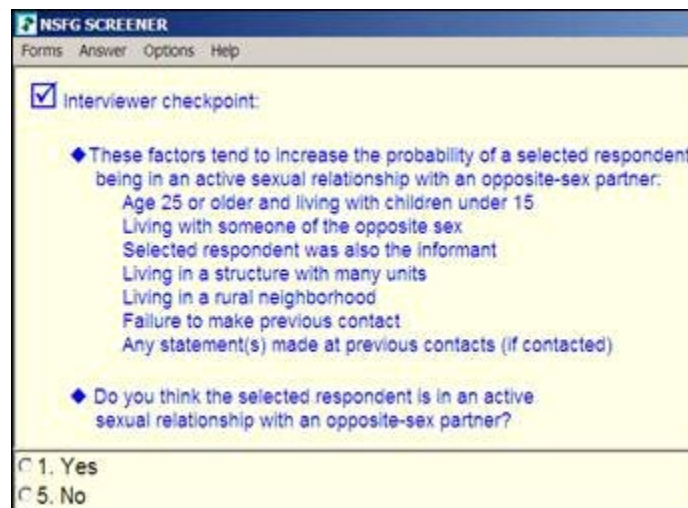 NSFG SCREENER
Forms Answer Options Help
Interviewer checkpoint:
◆These factors tend to increase the probability of a selected respondent
being in an active sexual relationship with an opposite-sex partner:
Age 25 or older and living with children under 15
Living with someone of the opposite sex
Selected respondent was also the informant
Living in a structure with many units
Living in a rural neighborhood
Failure to make previous contact
Any statement(s) made at previous contacts (if contacted)
◆ Do you think the selected respondent is in an active
sexual relationship with an opposite-sex partner?
1. Yes
5. No